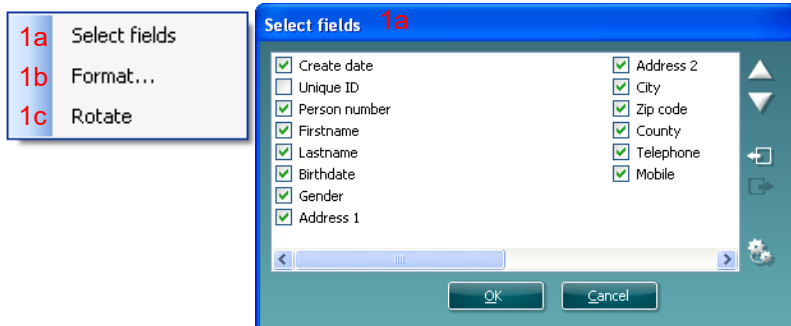 1a Select fields
1b Format...
1c Rotate
Select fields 1a
Create date
Unique ID
Person number
Firstname
Lastname
Birthdate
Gender
Address 1
Address 2
City
Zip code
County
Telephone
Mobile
OK Cancel